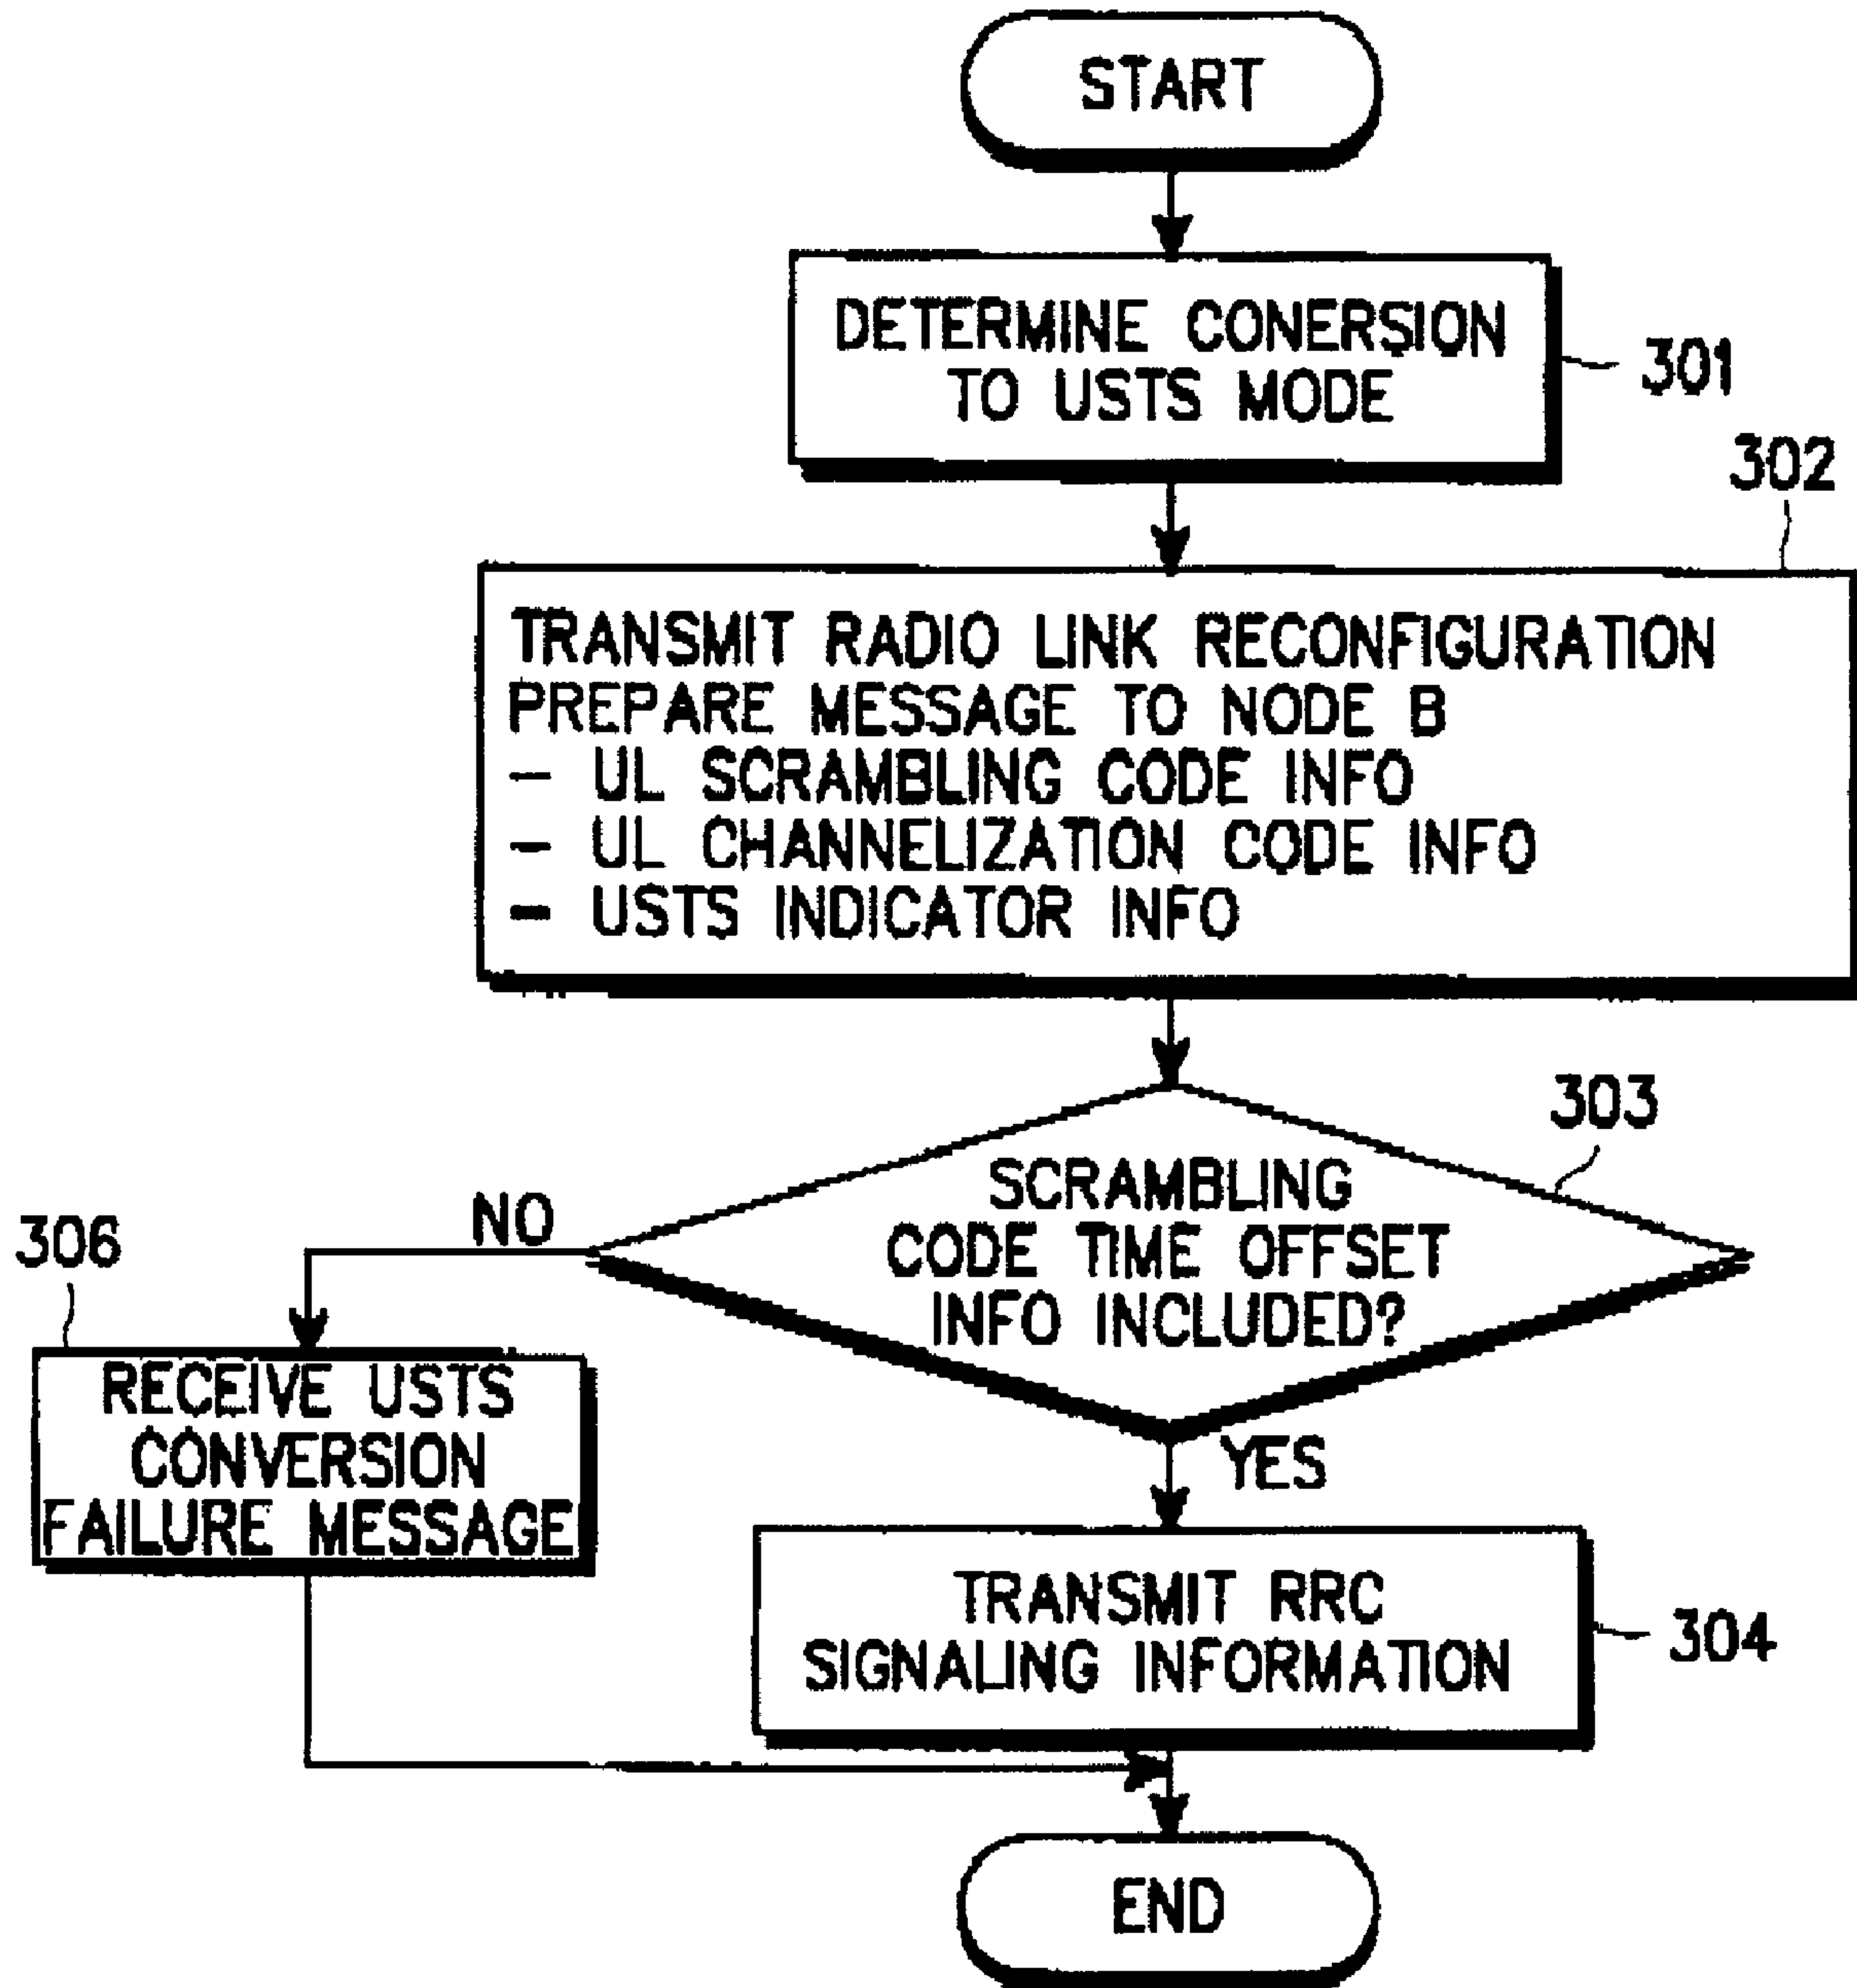 START
DETERMINE CONERSION
TO USTS MODE
301
302
TRANSMIT RADIO LINK RECONFIGURATION
PREPARE MESSAGE TO NODE B
- UL SCRAMBLING CODE INFO
- UL CHANNELIZATION CODE INFO
- USTS INDICATOR INFO
303
SCRAMBLING
CODE TIME OFFSET
INFO INCLUDED?
NO
306
YES
RECEIVE USTS
CONVERSION
FAILURE MESSAGE
TRANSMIT RRC
SIGNALING INFORMATION
304
END